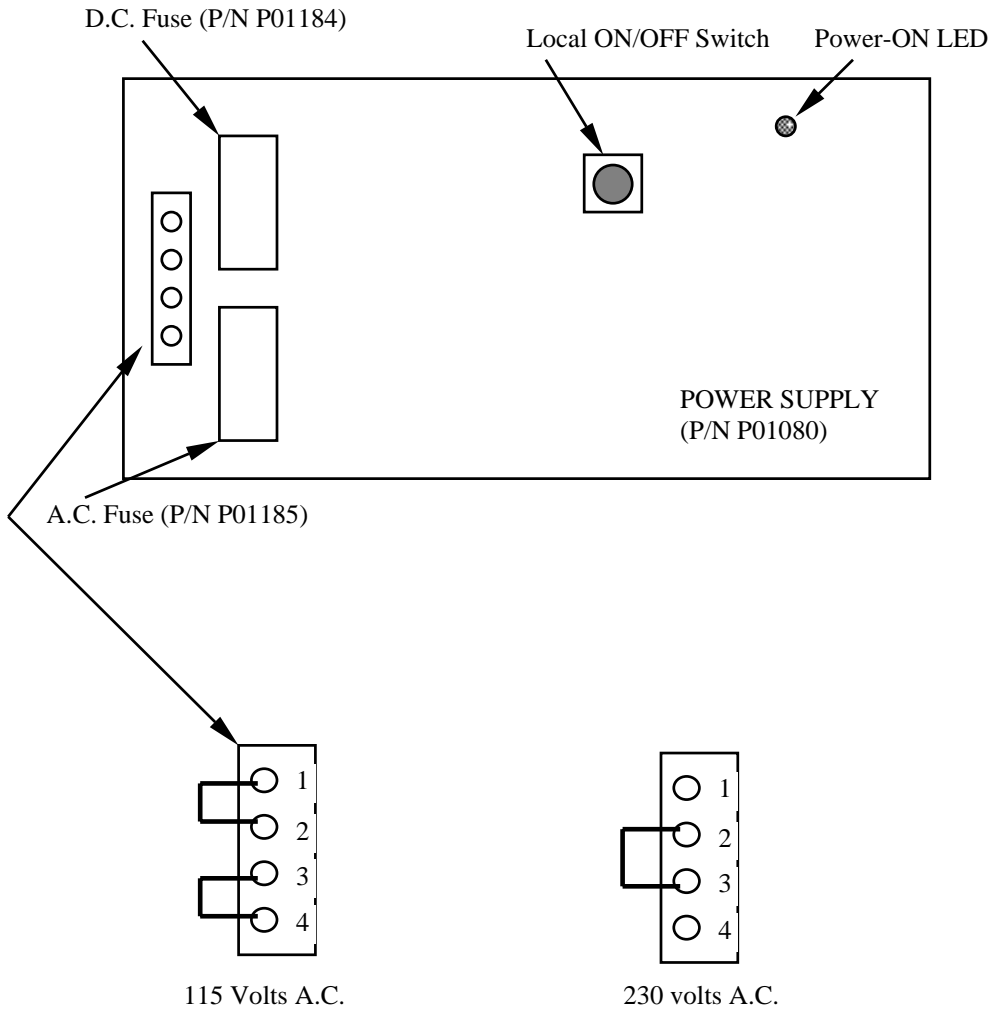 D.C. Fuse (P/N P01184)
Local ON/OFF Switch
Power-ON LED
POWER SUPPLY
(P/N P01080)
A.C. Fuse (P/N P01185)
1
2
3
4
115 Volts A.C.
1
2
3
4
230 volts A.C.